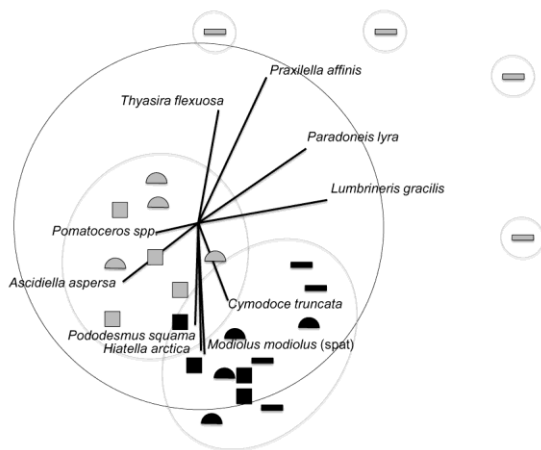 Praxilella affinis
Thyasira flexuosa
Paradoneis lyra
Lumbrineris gracilis
Pomatoceros spp.
Ascidiella aspersa
Cymodoce truncata
Pododesmus squama
Hiatella arctica
Modiolus modiolus (spat)